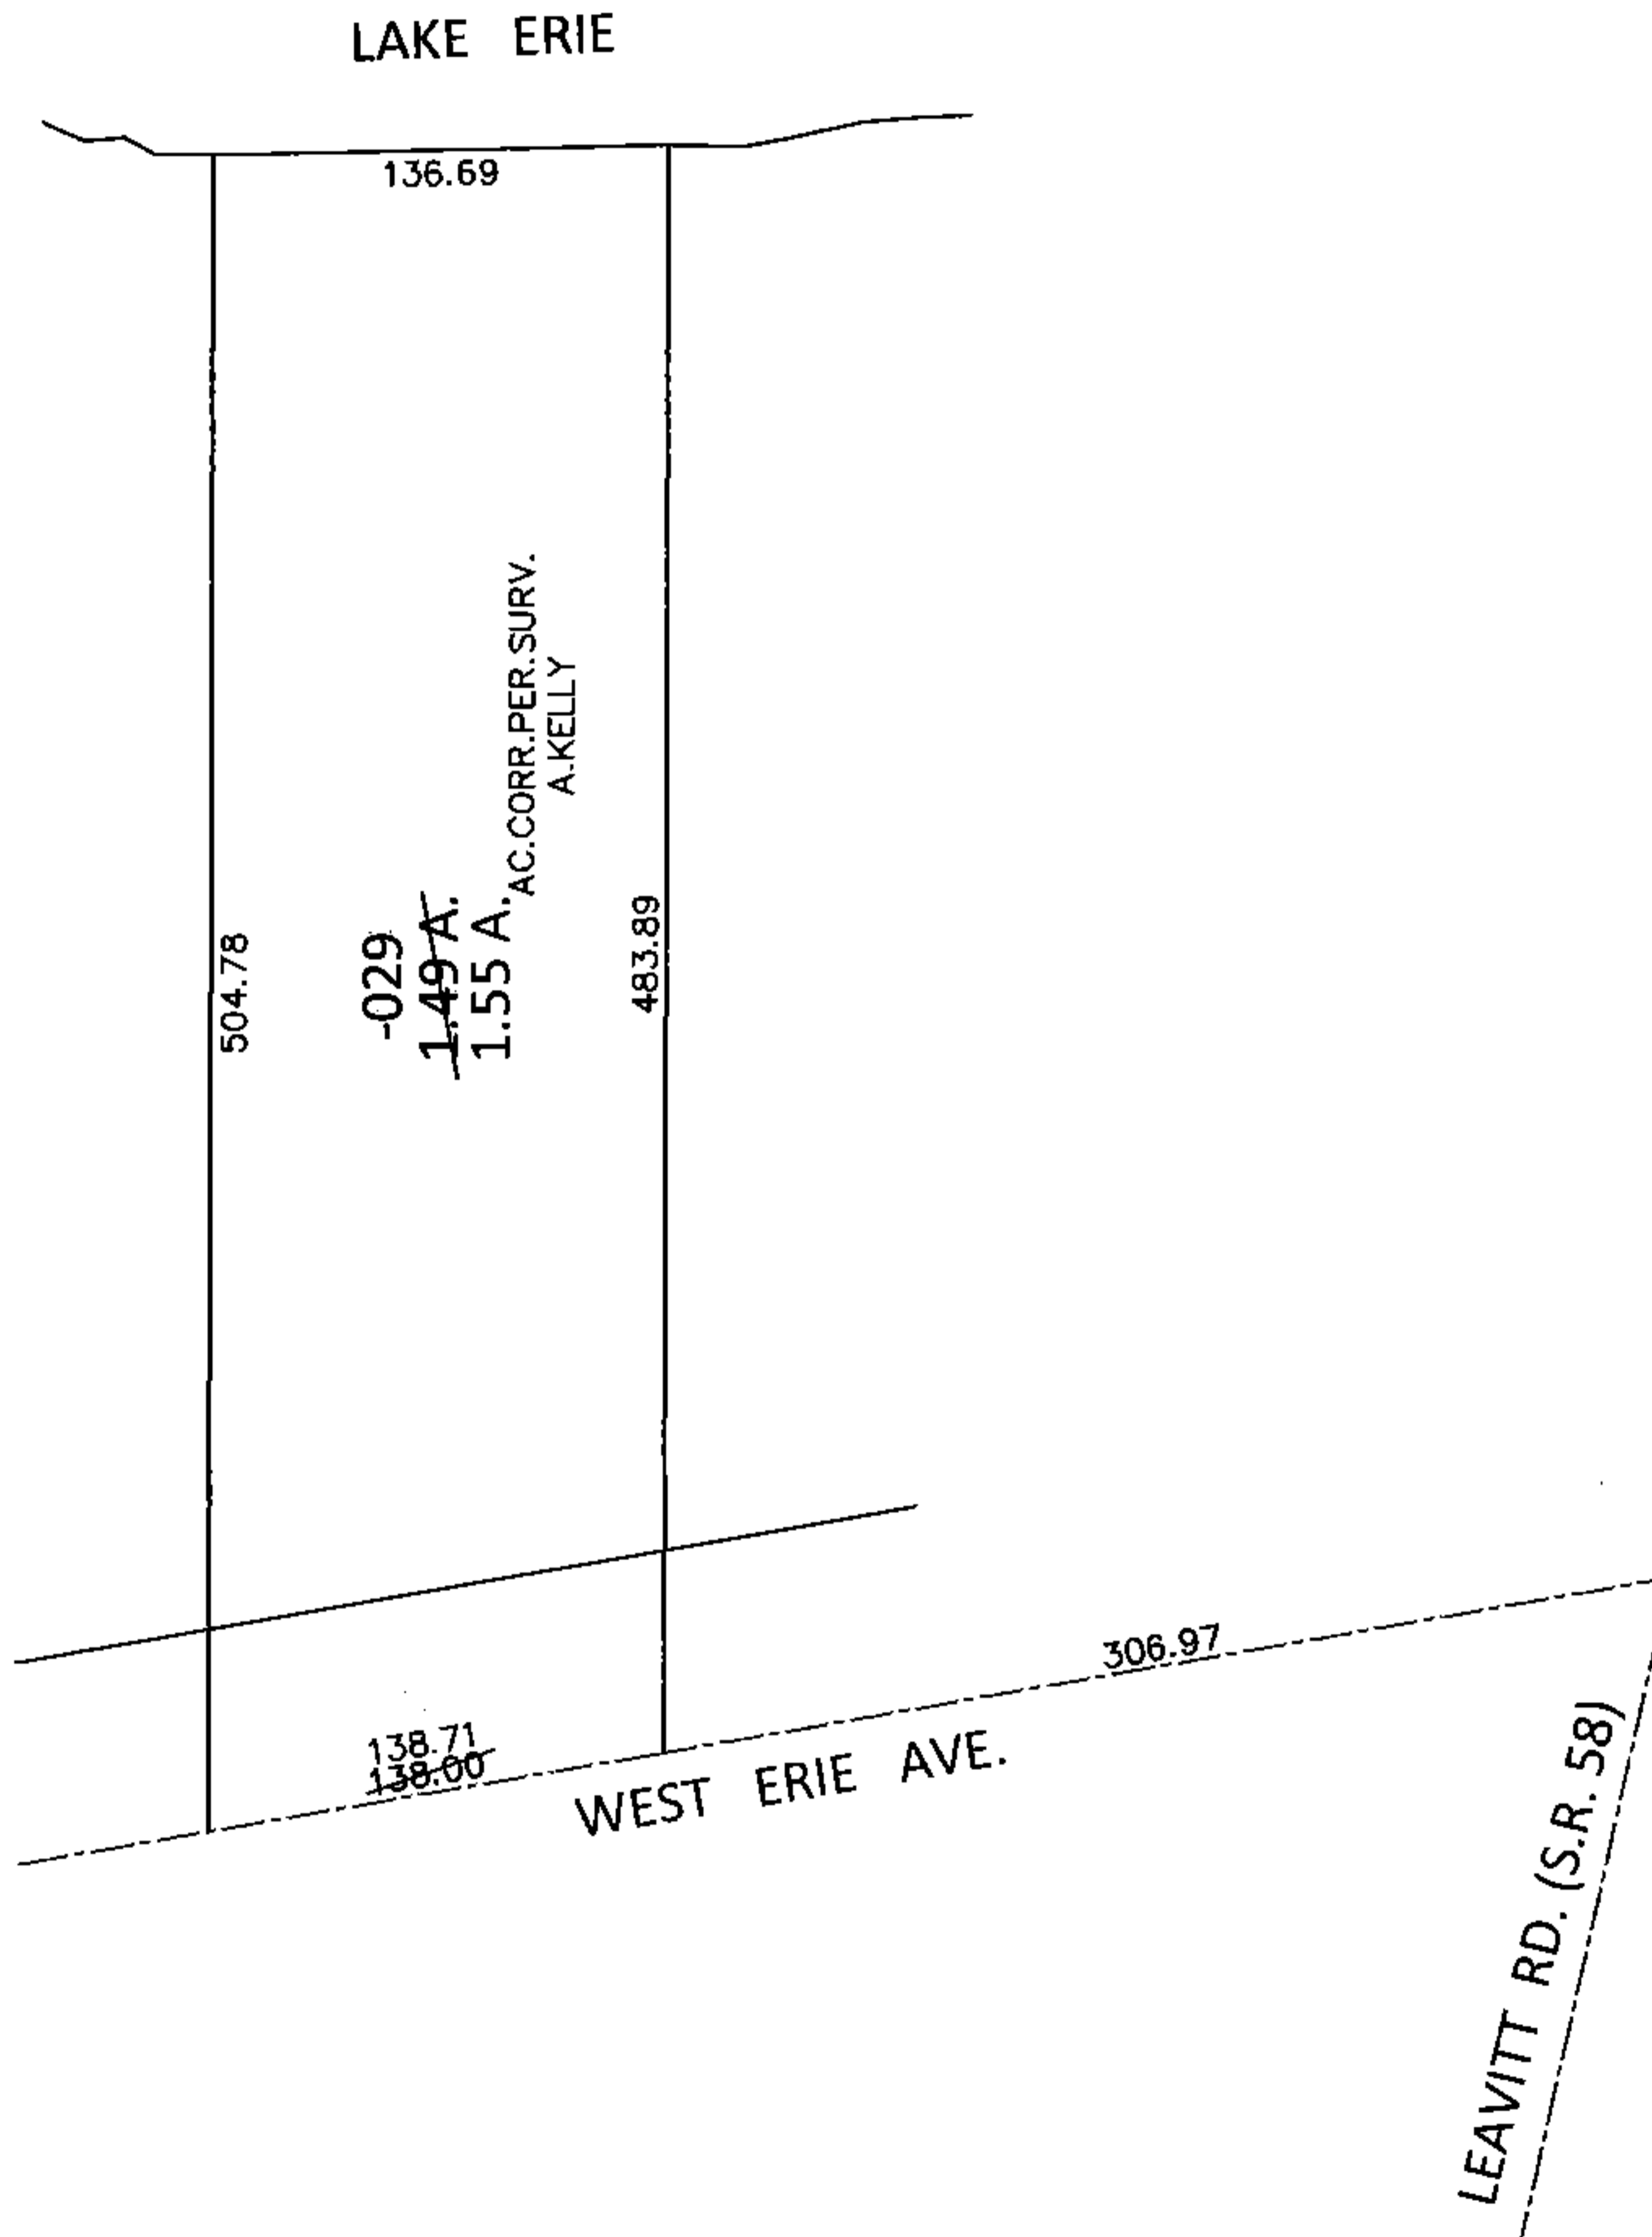 LAKE ERIE
136.69
504.78
-029
1.49 A.
1.55 A. AC.CORR.PER.SURV.
A.KELLY
483.89
306.97
138.71
138.00
WEST ERIE AVE.
LEAVITT RD. (S.R. 58)